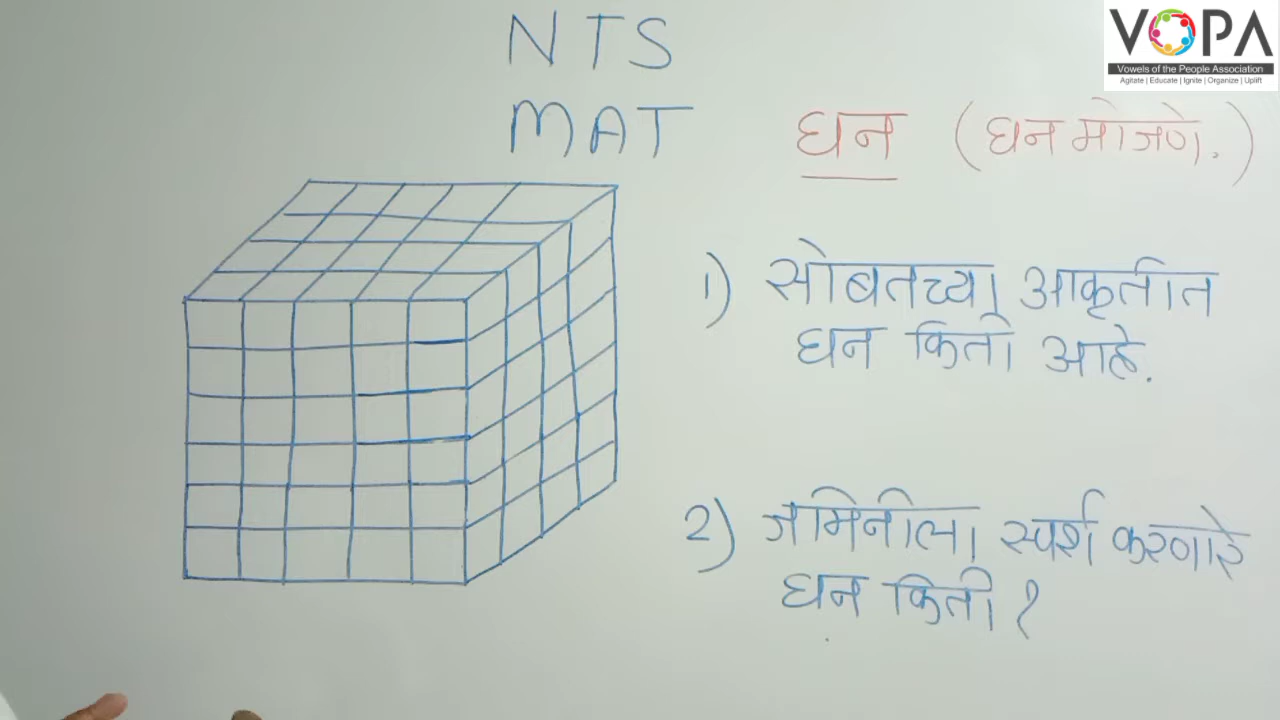 NTS
MAT
VOPA
Vowels of the People Association
Agitate | Educate | Ignite | Organize | Uplift
घन (घन मोजणे.)
1) सोबतच्या आकृतीत
घन किती आहे.
2) जमिनीला स्पर्श करणारे
घन किती?